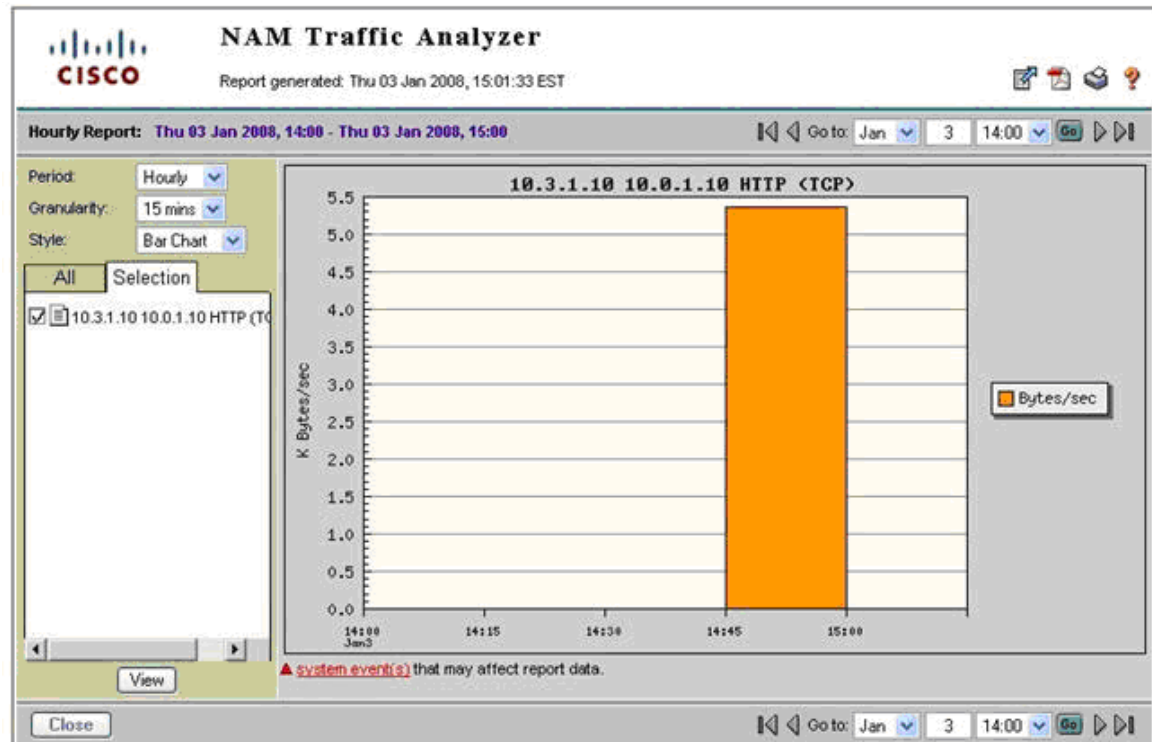 CISCO
NAM Traffic Analyzer
Report generated: Thu 03 Jan 2008, 15:01:33 EST
Hourly Report: Thu 03 Jan 2008, 14:00 - Thu 03 Jan 2008, 15:00
Go to: Jan 3 14:00 Go
Period: Hourly
Granularity: 15 mins
Style: Bar Chart
All Selection
10.3.1.10 10.0.1.10 HTTP (TC
View
10.3.1.10 10.0.1.10 HTTP (TCP)
K Bytes/sec
5.5
5.0
4.5
4.0
3.5
3.0
2.5
2.0
1.5
1.0
0.5
0.0
14:00 14:15 14:30 14:45 15:00
Jan3
Bytes/sec
system event(s) that may affect report data.
Close
Go to: Jan 3 14:00 Go